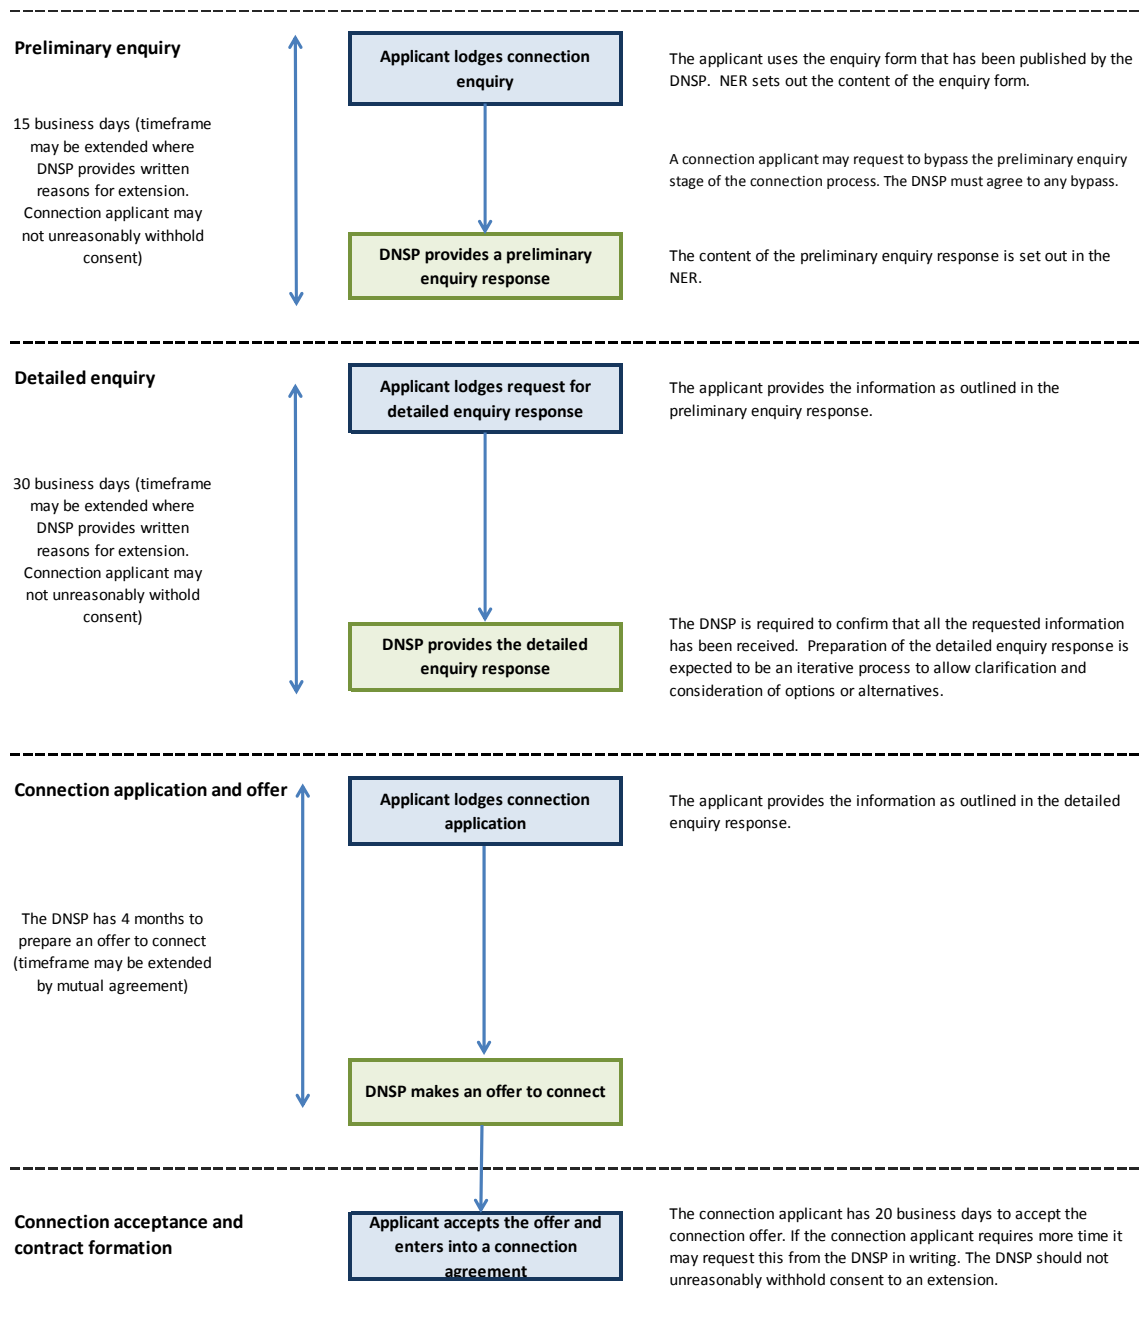 Preliminary enquiry
15 business days (timeframe
may be extended where
DNSP provides written
reasons for extension.
Connection applicant may
not unreasonably withhold
consent)
Applicant lodges connection
enquiry
The applicant uses the enquiry form that has been published by the
DNSP.  NER sets out the content of the enquiry form.
A connection applicant may request to bypass the preliminary enquiry
stage of the connection process. The DNSP must agree to any bypass.
DNSP provides a preliminary
enquiry response
The content of the preliminary enquiry response is set out in the
NER.
Detailed enquiry
30 business days (timeframe
may be extended where
DNSP provides written
reasons for extension.
Connection applicant may
not unreasonably withold
consent)
Applicant lodges request for
detailed enquiry response
The applicant provides the information as outlined in the
preliminary enquiry response.
DNSP provides the detailed
enquiry response
The DNSP is required to confirm that all the requested information
has been received.  Preparation of the detailed enquiry response is
expected to be an iterative process to allow clarification and
consideration of options or alternatives.
Connection application and offer
The DNSP has 4 months to
prepare an offer to connect
(timeframe may be extended
by mutual agreement)
Applicant lodges connection
application
The applicant provides the information as outlined in the detailed
enquiry response.
DNSP makes an offer to connect
Connection acceptance and
contract formation
Applicant accepts the offer and
enters into a connection
agreement
The connection applicant has 20 business days to accept the
connection offer. If the connection applicant requires more time it
may request this from the DNSP in writing. The DNSP should not
unreasonably withhold consent to an extension.